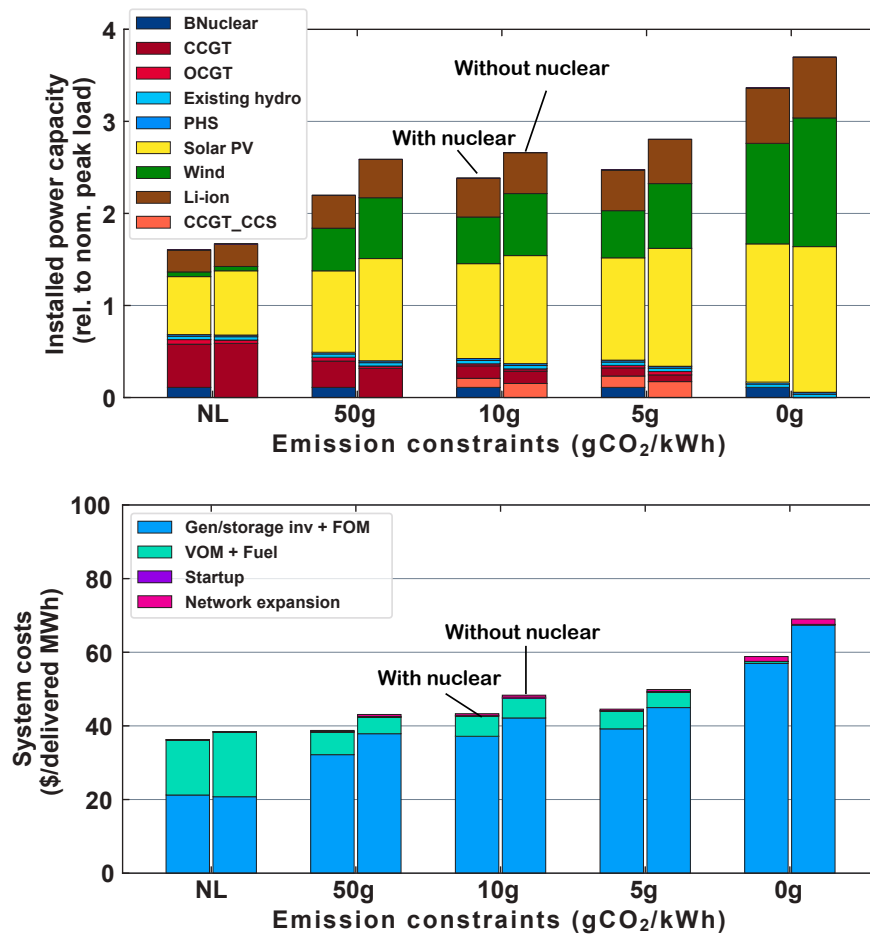 Installed power capacity
(rel. to nom. peak load)
4
3
2
1
0
BNuclear
CCGT
OCGT
Existing hydro
PHS
Solar PV
Wind
Li-ion
CCGT_CCS
Without nuclear
With nuclear
NL
50g
10g
5g
0g
Emission constraints (gCO₂/kWh)
System costs
($/delivered MWh)
100
80
60
40
20
0
Gen/storage inv + FOM
VOM + Fuel
Startup
Network expansion
Without nuclear
With nuclear
NL
50g
10g
5g
0g
Emission constraints (gCO₂/kWh)